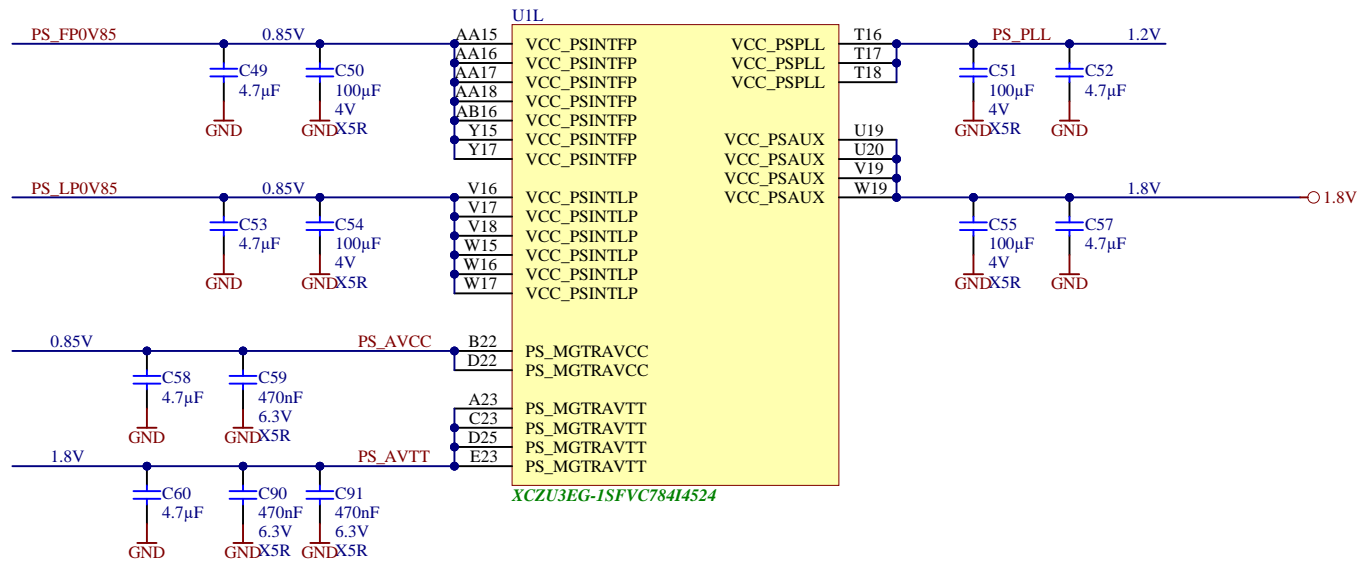 U1L
PS_FP0V85 0.85V AA15 VCC_PSINTFP VCC_PSPLL T16 PS_PLL 1.2V
AA16 VCC_PSINTFP VCC_PSPLL T17
AA17 VCC_PSINTFP VCC_PSPLL T18
AA18 VCC_PSINTFP
AB16 VCC_PSINTFP
Y15 VCC_PSINTFP
Y17 VCC_PSINTFP
C49
4.7µF
GND
C50
100µF
4V
X5R
GND
C51
100µF
4V
X5R
GND
C52
4.7µF
GND
U19 VCC_PSAUX
U20 VCC_PSAUX
V19 VCC_PSAUX
W19 VCC_PSAUX 1.8V 1.8V
PS_LP0V85 0.85V V16 VCC_PSINTLP
V17 VCC_PSINTLP
V18 VCC_PSINTLP
W15 VCC_PSINTLP
W16 VCC_PSINTLP
W17 VCC_PSINTLP
C53
4.7µF
GND
C54
100µF
4V
X5R
GND
C55
100µF
4V
X5R
GND
C57
4.7µF
GND
0.85V PS_AVCC B22 PS_MGTRAVCC
D22 PS_MGTRAVCC
C58
4.7µF
GND
C59
470nF
6.3V
X5R
GND
A23 PS_MGTRAVTT
C23 PS_MGTRAVTT
D25 PS_MGTRAVTT
1.8V PS_AVTT E23 PS_MGTRAVTT
C60
4.7µF
GND
C90
470nF
6.3V
X5R
GND
C91
470nF
6.3V
X5R
GND
XCZU3EG-1SFVC784I4524